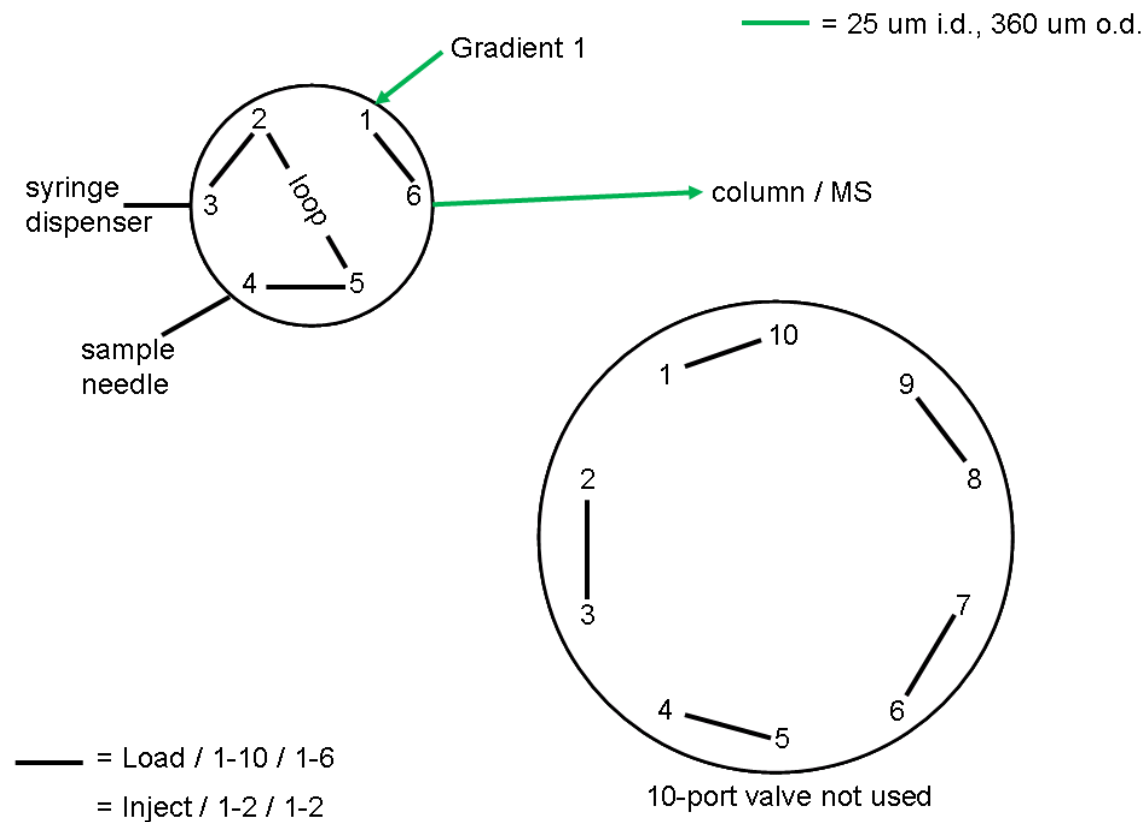 = 25 um i.d., 360 um o.d.
Gradient 1
2
1
syringe
dispenser
3
loop
6
column / MS
4
5
sample
needle
10
1
9
2
8
3
7
4
6
5
= Load / 1-10 / 1-6
= Inject / 1-2 / 1-2
10-port valve not used